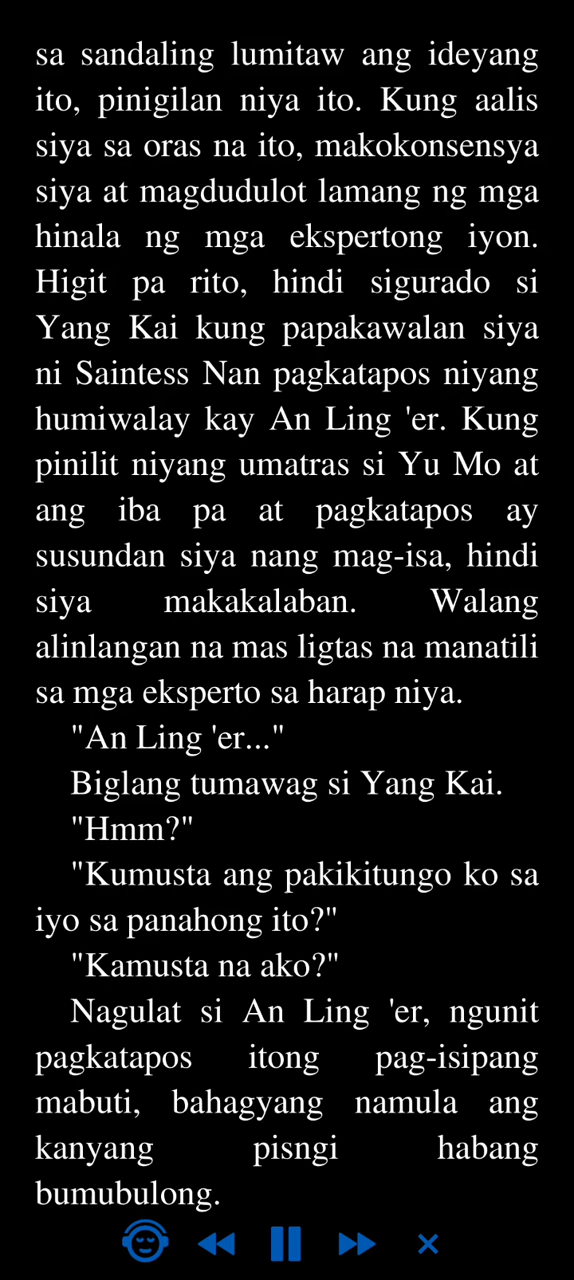 sa sandaling lumitaw ang ideyang
ito, pinigilan niya ito. Kung aalis
siya sa oras na ito, makokonsensya
siya at magdudulot lamang ng mga
hinala ng mga ekspertong iyon.
Higit pa rito, hindi sigurado si
Yang Kai kung papakawalan siya
ni Saintess Nan pagkatapos niyang
humiwalay kay An Ling 'er. Kung
pinilit niyang umatras si Yu Mo at
ang iba pa at pagkatapos ay
susundan siya nang mag-isa, hindi
siya makakalaban. Walang
alinlangan na mas ligtas na manatili
sa mga eksperto sa harap niya.
"An Ling 'er..."
Biglang tumawag si Yang Kai.
"Hmm?"
"Kumusta ang pakikitungo ko sa
iyo sa panahong ito?"
"Kamusta na ako?"
Nagulat si An Ling 'er, ngunit
pagkatapos itong pag-isipang
mabuti, bahagyang namula ang
kanyang pisngi habang
bumubulong.